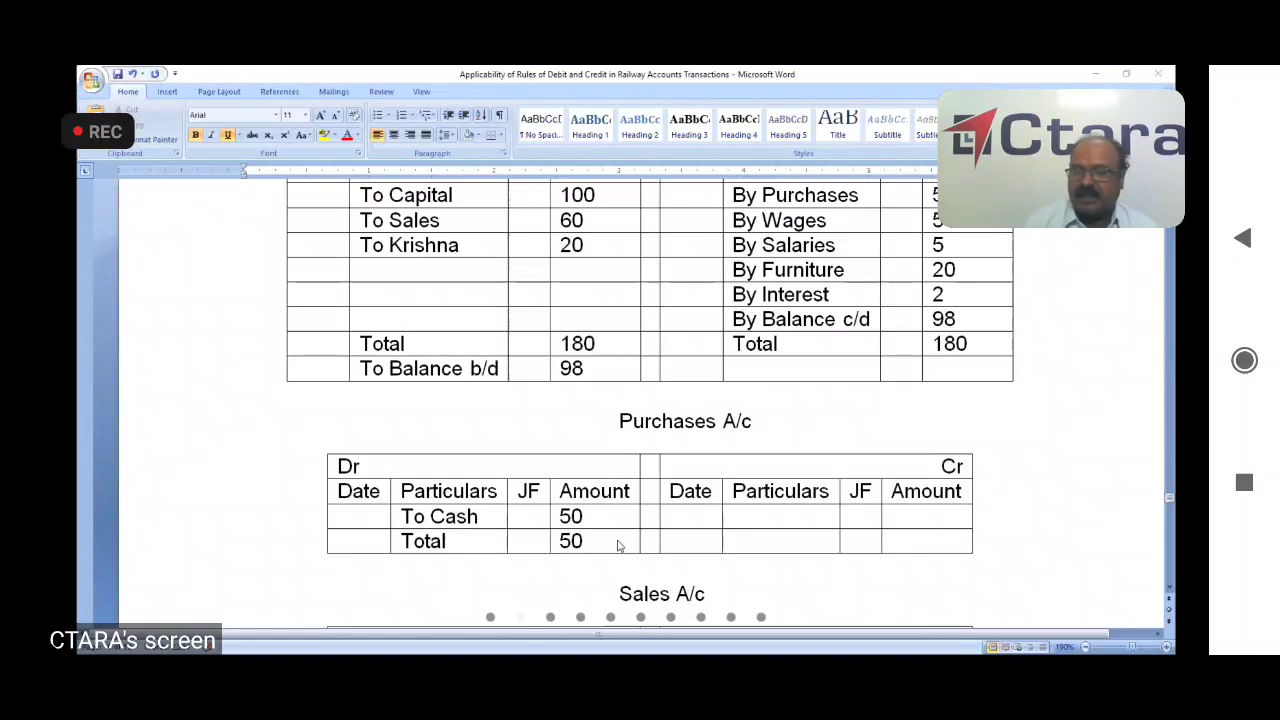 Applicability of Rules of Debit and Credit in Railway Accounts Transactions - Microsoft Word
Home Insert Page Layout References Mailings Review View
Cut
Format Painter
REC
Arial 11
Clipboard Font Paragraph Styles
AaBbCcI AaBbC AaBbCc AaBbCc AaBbCc AaBbCcDc AaB AaBbCc.
¶ No Spaci... Heading 1 Heading 2 Heading 3 Heading 4 Heading 5 Title Subtitle
Ctara
To Capital 100 By Purchases
To Sales 60 By Wages
To Krishna 20 By Salaries 5
By Furniture 20
By Interest 2
By Balance c/d 98
Total 180 Total 180
To Balance b/d 98
Purchases A/c
Dr Cr
Date Particulars JF Amount Date Particulars JF Amount
To Cash 50
Total 50
Sales A/c
CTARA's screen
190%